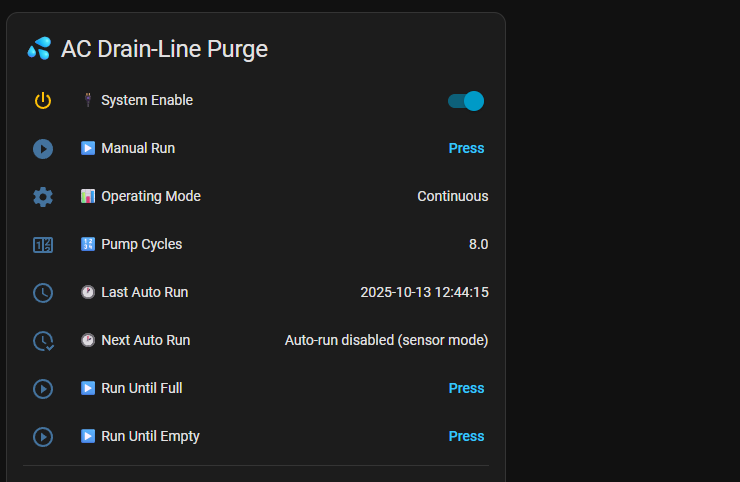 AC Drain-Line Purge
System Enable
Manual Run Press
Operating Mode Continuous
Pump Cycles 8.0
Last Auto Run 2025-10-13 12:44:15
Next Auto Run Auto-run disabled (sensor mode)
Run Until Full Press
Run Until Empty Press